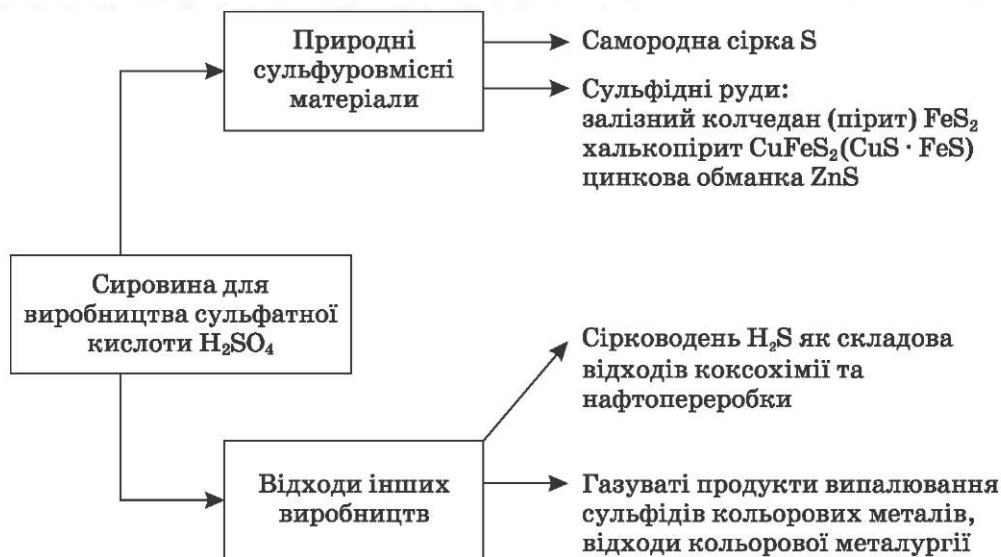 Природні
сульфуровмісні
матеріали
Самородна сірка S
Сульфідні руди:
залізний колчедан (пірит) FeS₂
халькопірит CuFeS₂(CuS · FeS)
цинкова обманка ZnS
Сировина для
виробництва сульфатної
кислоти H₂SO₄
Сірководень H₂S як складова
відходів коксохімії та
нафтопереробки
Відходи інших
виробництв
Газуваті продукти випалювання
сульфідів кольорових металів,
відходи кольорової металургії